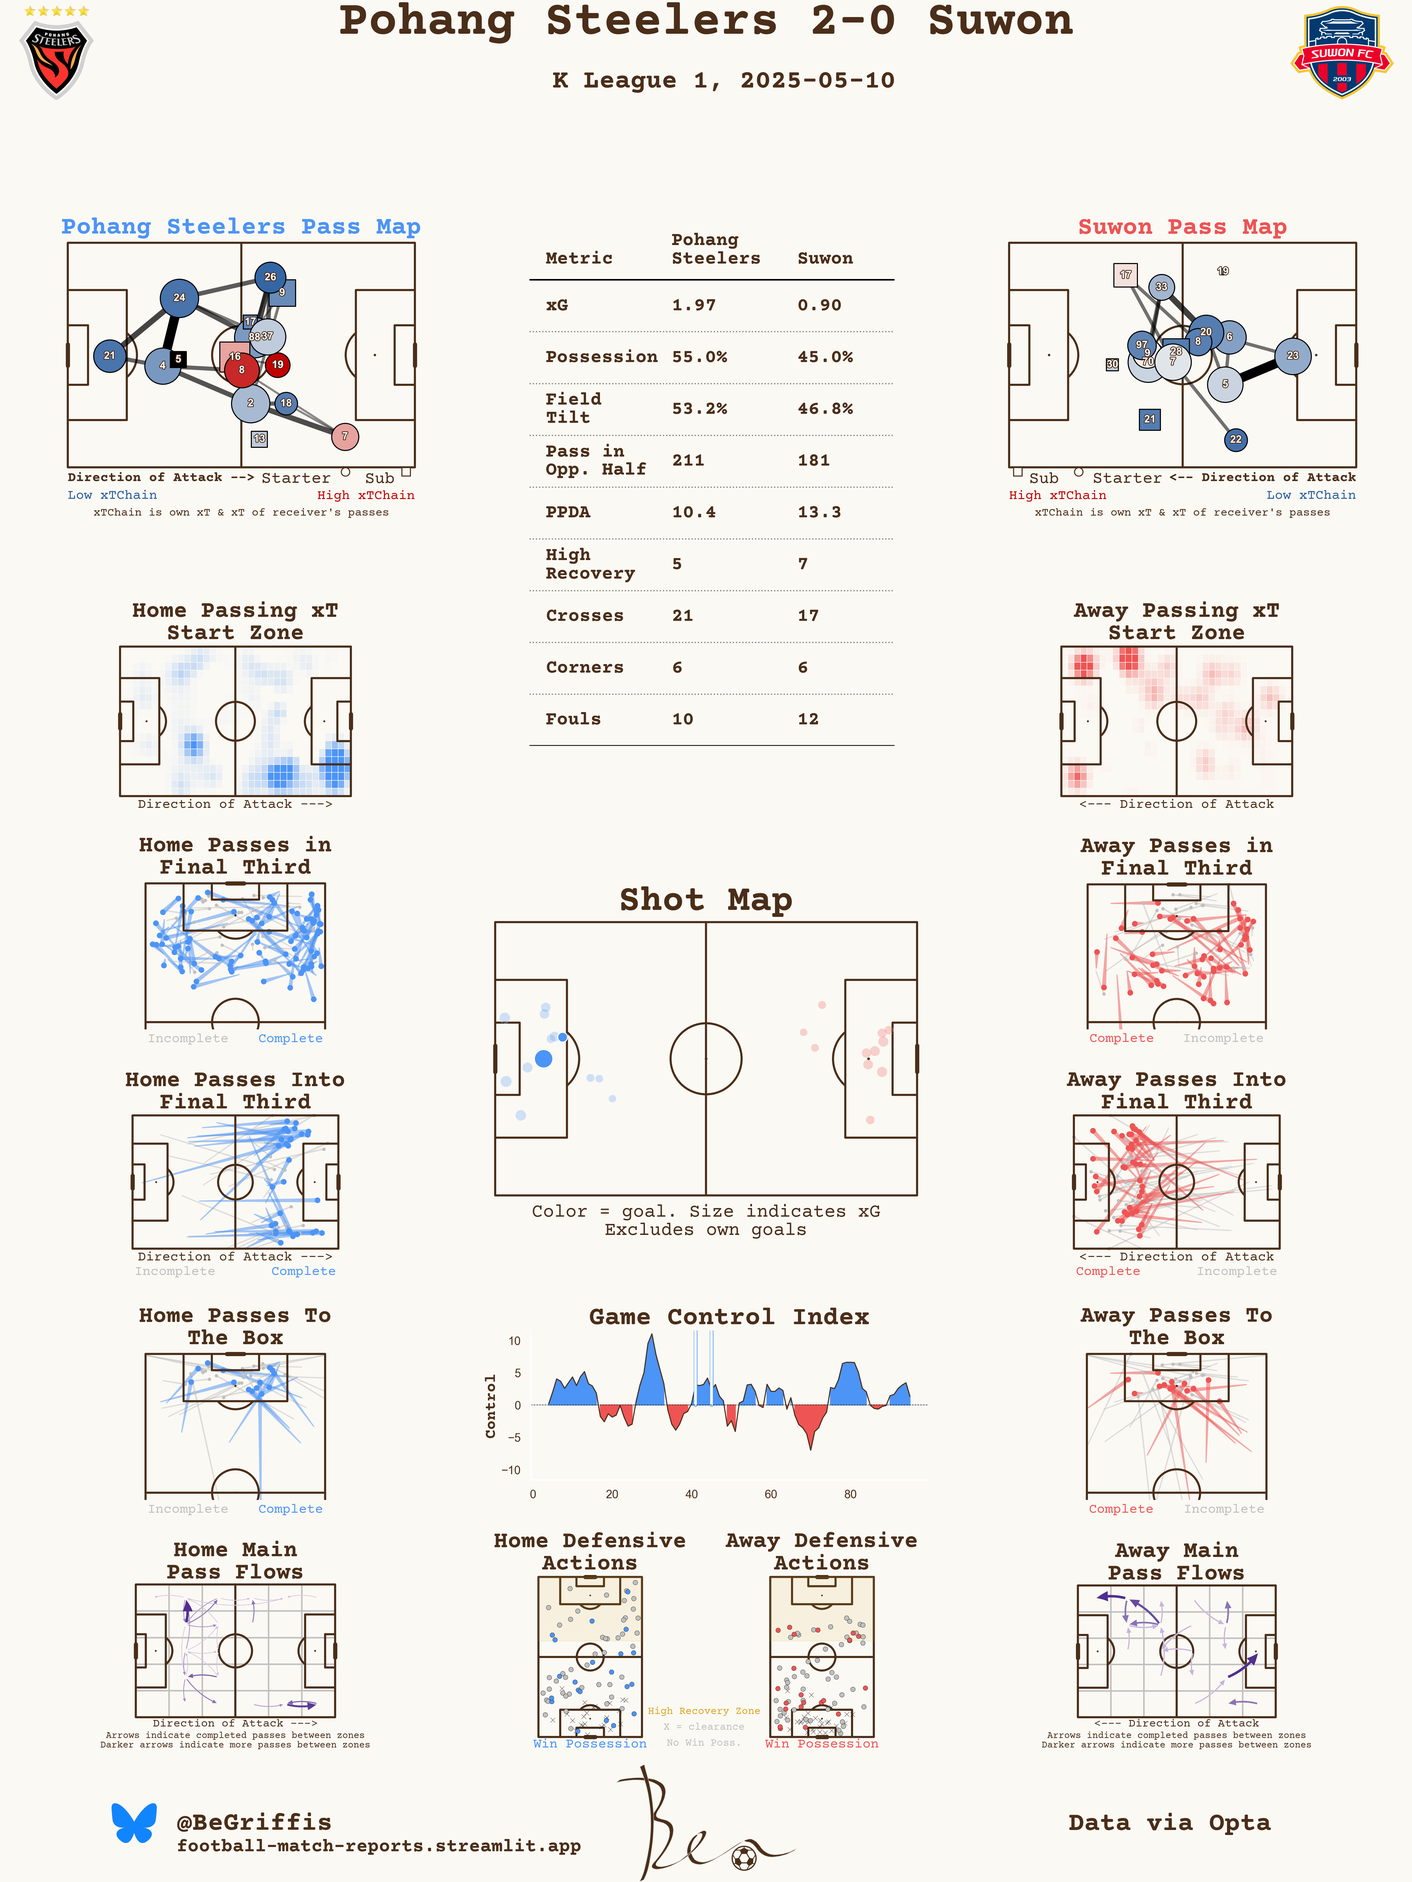 Pohang Steelers 2-0 Suwon
K League 1, 2025-05-10
POHANG
STEELERS
SUWON FC
2003
Pohang Steelers Pass Map
26
9
24
17
88
37
21
4
5
16
19
8
2
18
13
7
Direction of Attack --> Starter Sub
Low xTChain High xTChain
xTChain is own xT & xT of receiver's passes
Metric Pohang Steelers Suwon
xG 1.97 0.90
Possession 55.0% 45.0%
Field Tilt 53.2% 46.8%
Pass in Opp. Half 211 181
PPDA 10.4 13.3
High Recovery 5 7
Crosses 21 17
Corners 6 6
Fouls 10 12
Suwon Pass Map
17
19
33
20
6
97
8
9
28
23
30
70
7
5
21
22
Sub Starter <-- Direction of Attack
High xTChain Low xTChain
xTChain is own xT & xT of receiver's passes
Home Passing xT
Start Zone
Direction of Attack --->
Away Passing xT
Start Zone
<--- Direction of Attack
Home Passes in
Final Third
Incomplete Complete
Away Passes in
Final Third
Complete Incomplete
Shot Map
Color = goal. Size indicates xG
Excludes own goals
Home Passes Into
Final Third
Direction of Attack --->
Incomplete Complete
Away Passes Into
Final Third
<--- Direction of Attack
Complete Incomplete
Home Passes To
The Box
Incomplete Complete
Game Control Index
Control
10
5
0
−5
−10
0 20 40 60 80
Away Passes To
The Box
Complete Incomplete
Home Main
Pass Flows
Direction of Attack --->
Arrows indicate completed passes between zones
Darker arrows indicate more passes between zones
Home Defensive
Actions
Win Possession
Away Defensive
Actions
Win Possession
High Recovery Zone
X = clearance
No Win Poss.
Away Main
Pass Flows
<--- Direction of Attack
Arrows indicate completed passes between zones
Darker arrows indicate more passes between zones
@BeGriffis
football-match-reports.streamlit.app
Ben
Data via Opta